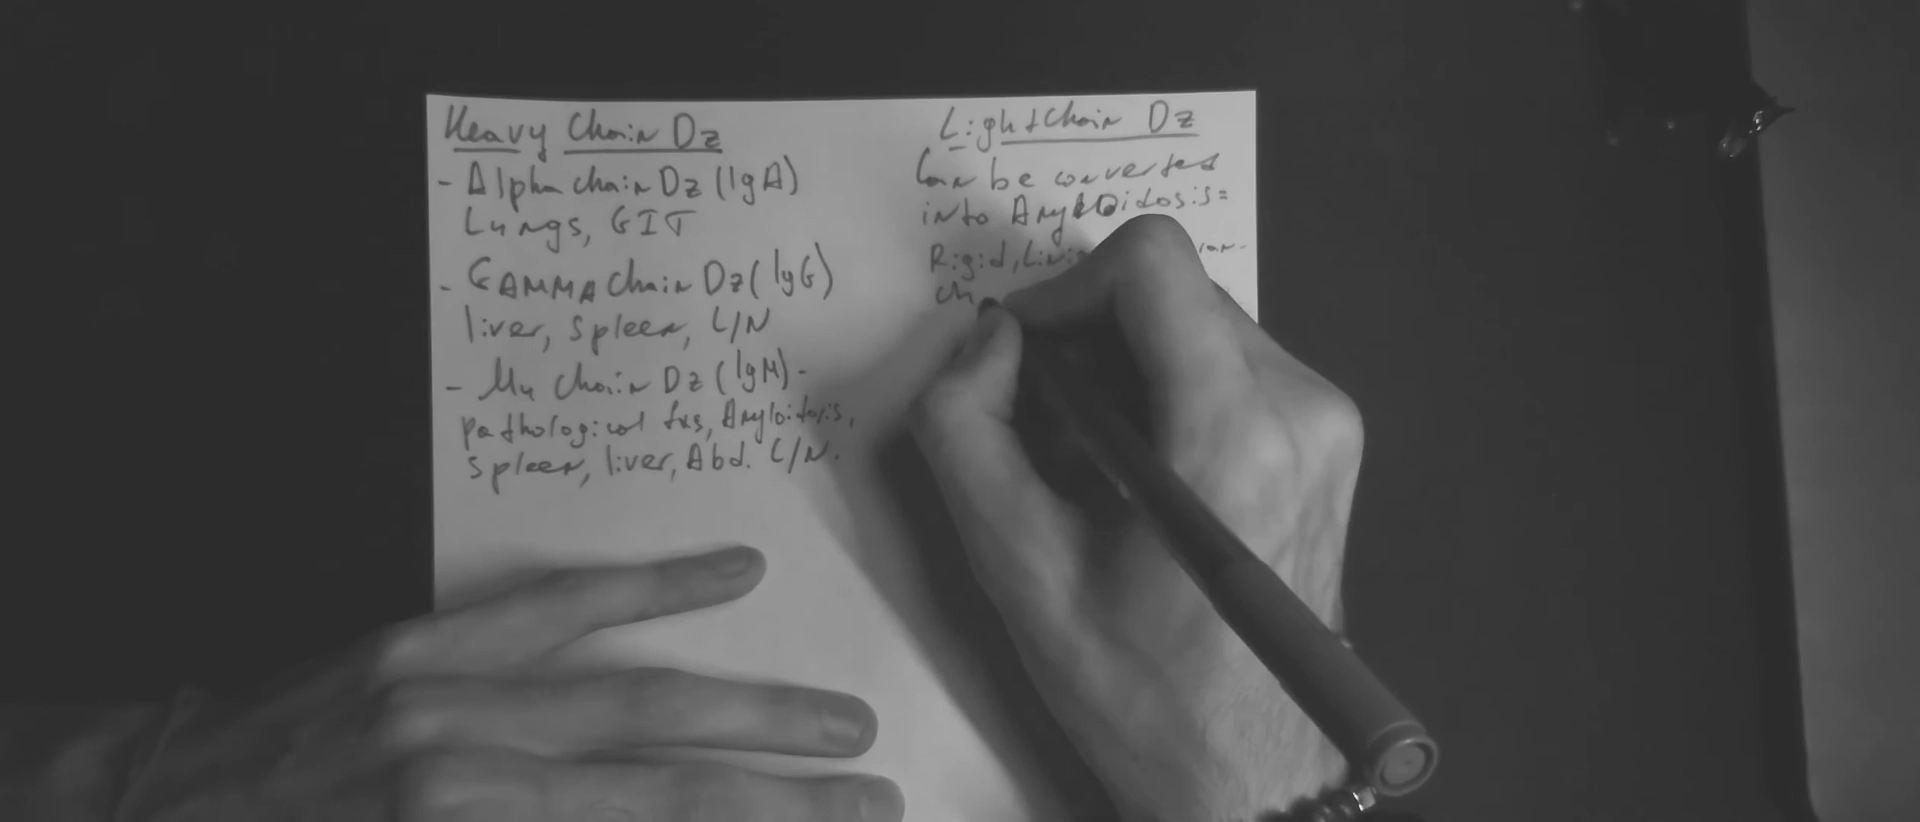 Heavy Chain Dz
- Alpha chain Dz (IgA)
Lungs, GIT
- GAMMA Chain Dz (IgG)
liver, spleen, L/N
- Mu chain Dz (IgM) -
pathological fxs, Amyloidosis,
spleen, liver, Abd. L/N.
Light Chain Dz
Can be converted
into Amyloidosis=
Rigid,